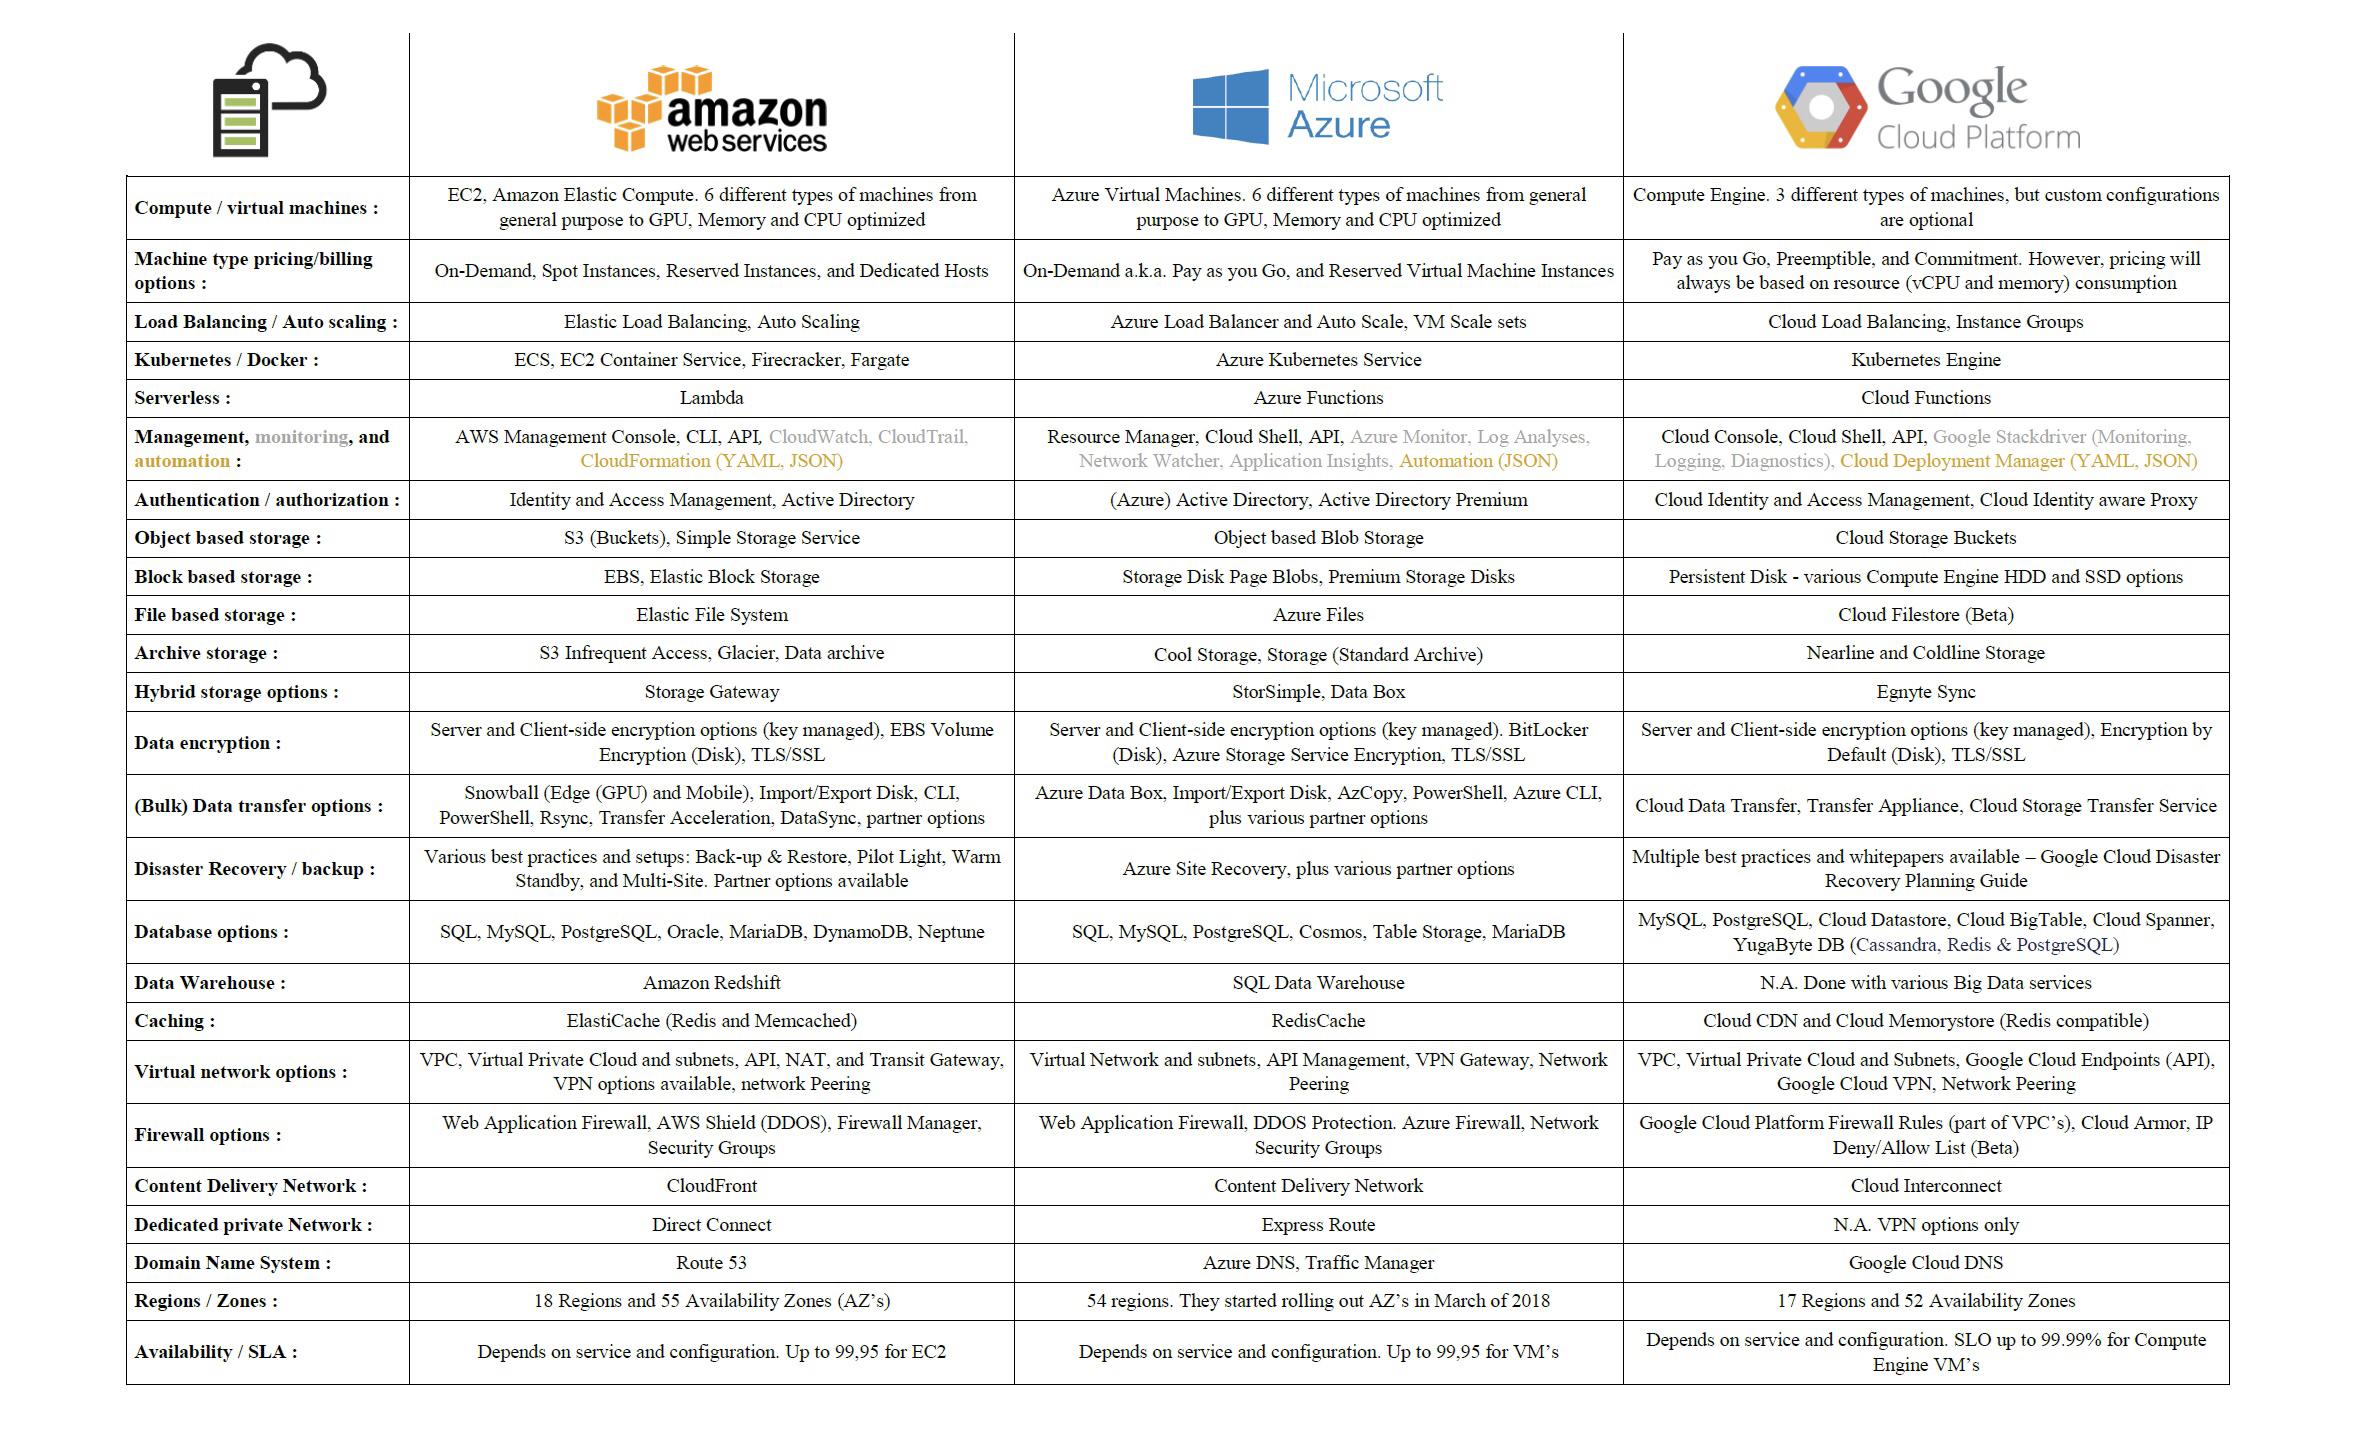 amazon
web services
Microsoft
Azure
Google
Cloud Platform
Compute / virtual machines :
EC2, Amazon Elastic Compute. 6 different types of machines from
general purpose to GPU, Memory and CPU optimized
Azure Virtual Machines. 6 different types of machines from general
purpose to GPU, Memory and CPU optimized
Compute Engine. 3 different types of machines, but custom configurations
are optional
Machine type pricing/billing
options :
On-Demand, Spot Instances, Reserved Instances, and Dedicated Hosts
On-Demand a.k.a. Pay as you Go, and Reserved Virtual Machine Instances
Pay as you Go, Preemptible, and Commitment. However, pricing will
always be based on resource (vCPU and memory) consumption
Load Balancing / Auto scaling :
Elastic Load Balancing, Auto Scaling
Azure Load Balancer and Auto Scale, VM Scale sets
Cloud Load Balancing, Instance Groups
Kubernetes / Docker :
ECS, EC2 Container Service, Firecracker, Fargate
Azure Kubernetes Service
Kubernetes Engine
Serverless :
Lambda
Azure Functions
Cloud Functions
Management, monitoring, and
automation :
AWS Management Console, CLI, API, CloudWatch, CloudTrail,
CloudFormation (YAML, JSON)
Resource Manager, Cloud Shell, API, Azure Monitor, Log Analyses,
Network Watcher, Application Insights, Automation (JSON)
Cloud Console, Cloud Shell, API, Google Stackdriver (Monitoring,
Logging, Diagnostics), Cloud Deployment Manager (YAML, JSON)
Authentication / authorization :
Identity and Access Management, Active Directory
(Azure) Active Directory, Active Directory Premium
Cloud Identity and Access Management, Cloud Identity aware Proxy
Object based storage :
S3 (Buckets), Simple Storage Service
Object based Blob Storage
Cloud Storage Buckets
Block based storage :
EBS, Elastic Block Storage
Storage Disk Page Blobs, Premium Storage Disks
Persistent Disk - various Compute Engine HDD and SSD options
File based storage :
Elastic File System
Azure Files
Cloud Filestore (Beta)
Archive storage :
S3 Infrequent Access, Glacier, Data archive
Cool Storage, Storage (Standard Archive)
Nearline and Coldline Storage
Hybrid storage options :
Storage Gateway
StorSimple, Data Box
Egnyte Sync
Data encryption :
Server and Client-side encryption options (key managed), EBS Volume
Encryption (Disk), TLS/SSL
Server and Client-side encryption options (key managed). BitLocker
(Disk), Azure Storage Service Encryption, TLS/SSL
Server and Client-side encryption options (key managed), Encryption by
Default (Disk), TLS/SSL
(Bulk) Data transfer options :
Snowball (Edge (GPU) and Mobile), Import/Export Disk, CLI,
PowerShell, Rsync, Transfer Acceleration, DataSync, partner options
Azure Data Box, Import/Export Disk, AzCopy, PowerShell, Azure CLI,
plus various partner options
Cloud Data Transfer, Transfer Appliance, Cloud Storage Transfer Service
Disaster Recovery / backup :
Various best practices and setups: Back-up & Restore, Pilot Light, Warm
Standby, and Multi-Site. Partner options available
Azure Site Recovery, plus various partner options
Multiple best practices and whitepapers available – Google Cloud Disaster
Recovery Planning Guide
Database options :
SQL, MySQL, PostgreSQL, Oracle, MariaDB, DynamoDB, Neptune
SQL, MySQL, PostgreSQL, Cosmos, Table Storage, MariaDB
MySQL, PostgreSQL, Cloud Datastore, Cloud BigTable, Cloud Spanner,
YugaByte DB (Cassandra, Redis & PostgreSQL)
Data Warehouse :
Amazon Redshift
SQL Data Warehouse
N.A. Done with various Big Data services
Caching :
ElastiCache (Redis and Memcached)
RedisCache
Cloud CDN and Cloud Memorystore (Redis compatible)
Virtual network options :
VPC, Virtual Private Cloud and subnets, API, NAT, and Transit Gateway,
VPN options available, network Peering
Virtual Network and subnets, API Management, VPN Gateway, Network
Peering
VPC, Virtual Private Cloud and Subnets, Google Cloud Endpoints (API),
Google Cloud VPN, Network Peering
Firewall options :
Web Application Firewall, AWS Shield (DDOS), Firewall Manager,
Security Groups
Web Application Firewall, DDOS Protection. Azure Firewall, Network
Security Groups
Google Cloud Platform Firewall Rules (part of VPC’s), Cloud Armor, IP
Deny/Allow List (Beta)
Content Delivery Network :
CloudFront
Content Delivery Network
Cloud Interconnect
Dedicated private Network :
Direct Connect
Express Route
N.A. VPN options only
Domain Name System :
Route 53
Azure DNS, Traffic Manager
Google Cloud DNS
Regions / Zones :
18 Regions and 55 Availability Zones (AZ’s)
54 regions. They started rolling out AZ’s in March of 2018
17 Regions and 52 Availability Zones
Availability / SLA :
Depends on service and configuration. Up to 99,95 for EC2
Depends on service and configuration. Up to 99,95 for VM’s
Depends on service and configuration. SLO up to 99.99% for Compute
Engine VM’s